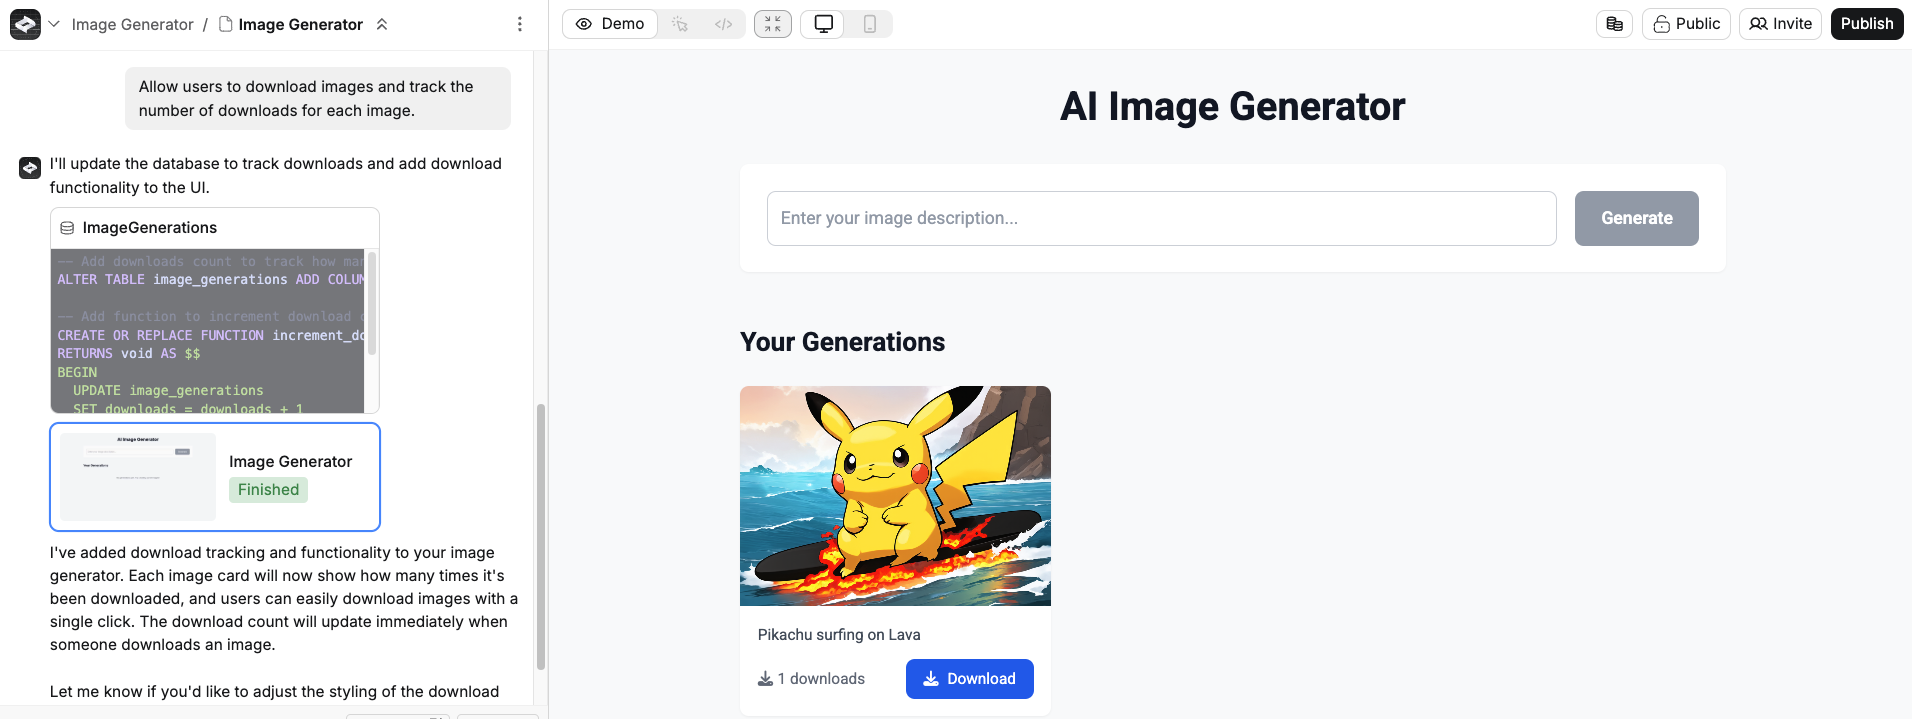 Image Generator / Image Generator
Demo
Public
Invite
Publish
Allow users to download images and track the
number of downloads for each image.
I'll update the database to track downloads and add download
functionality to the UI.
ImageGenerations
-- Add downloads count to track how
ALTER TABLE image_generations ADD
-- Add function to increment download
CREATE OR REPLACE FUNCTION
RETURNS void AS $$
BEGIN
UPDATE image_generations
SET downloads = downloads + 1
AI Image Generator
Your Generations
Image Generator
Finished
I've added download tracking and functionality to your image
generator. Each image card will now show how many times it's
been downloaded, and users can easily download images with a
single click. The download count will update immediately when
someone downloads an image.
Let me know if you'd like to adjust the styling of the download
AI Image Generator
Enter your image description...
Generate
Your Generations
Pikachu surfing on Lava
1 downloads
Download